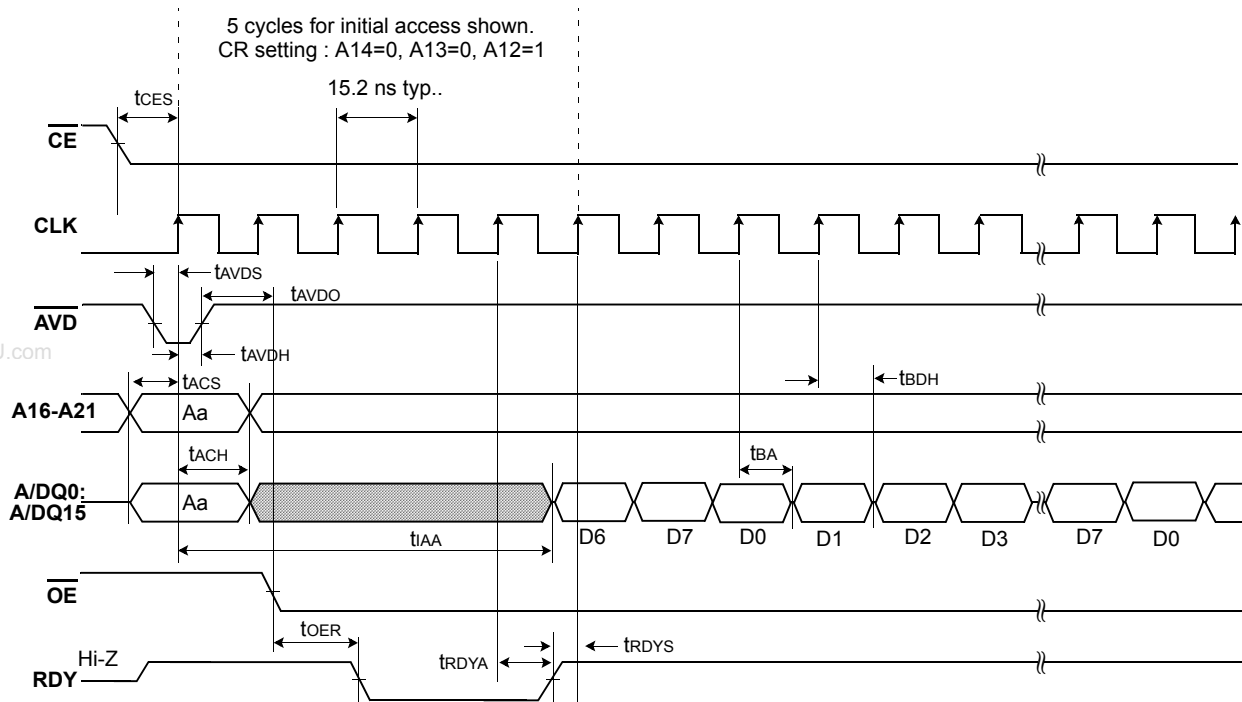 5 cycles for initial access shown.
CR setting : A14=0, A13=0, A12=1
15.2 ns typ..
tCES
CE
CLK
tAVDS
tAVDO
AVD
J.com
tAVDH
tACS
A16-A21
Aa
tBDH
tACH
tBA
A/DQ0:
A/DQ15
Aa
tIAA
D6 D7 D0 D1 D2 D3 D7 D0
OE
tOER
tRDYS
Hi-Z
tRDYA
RDY